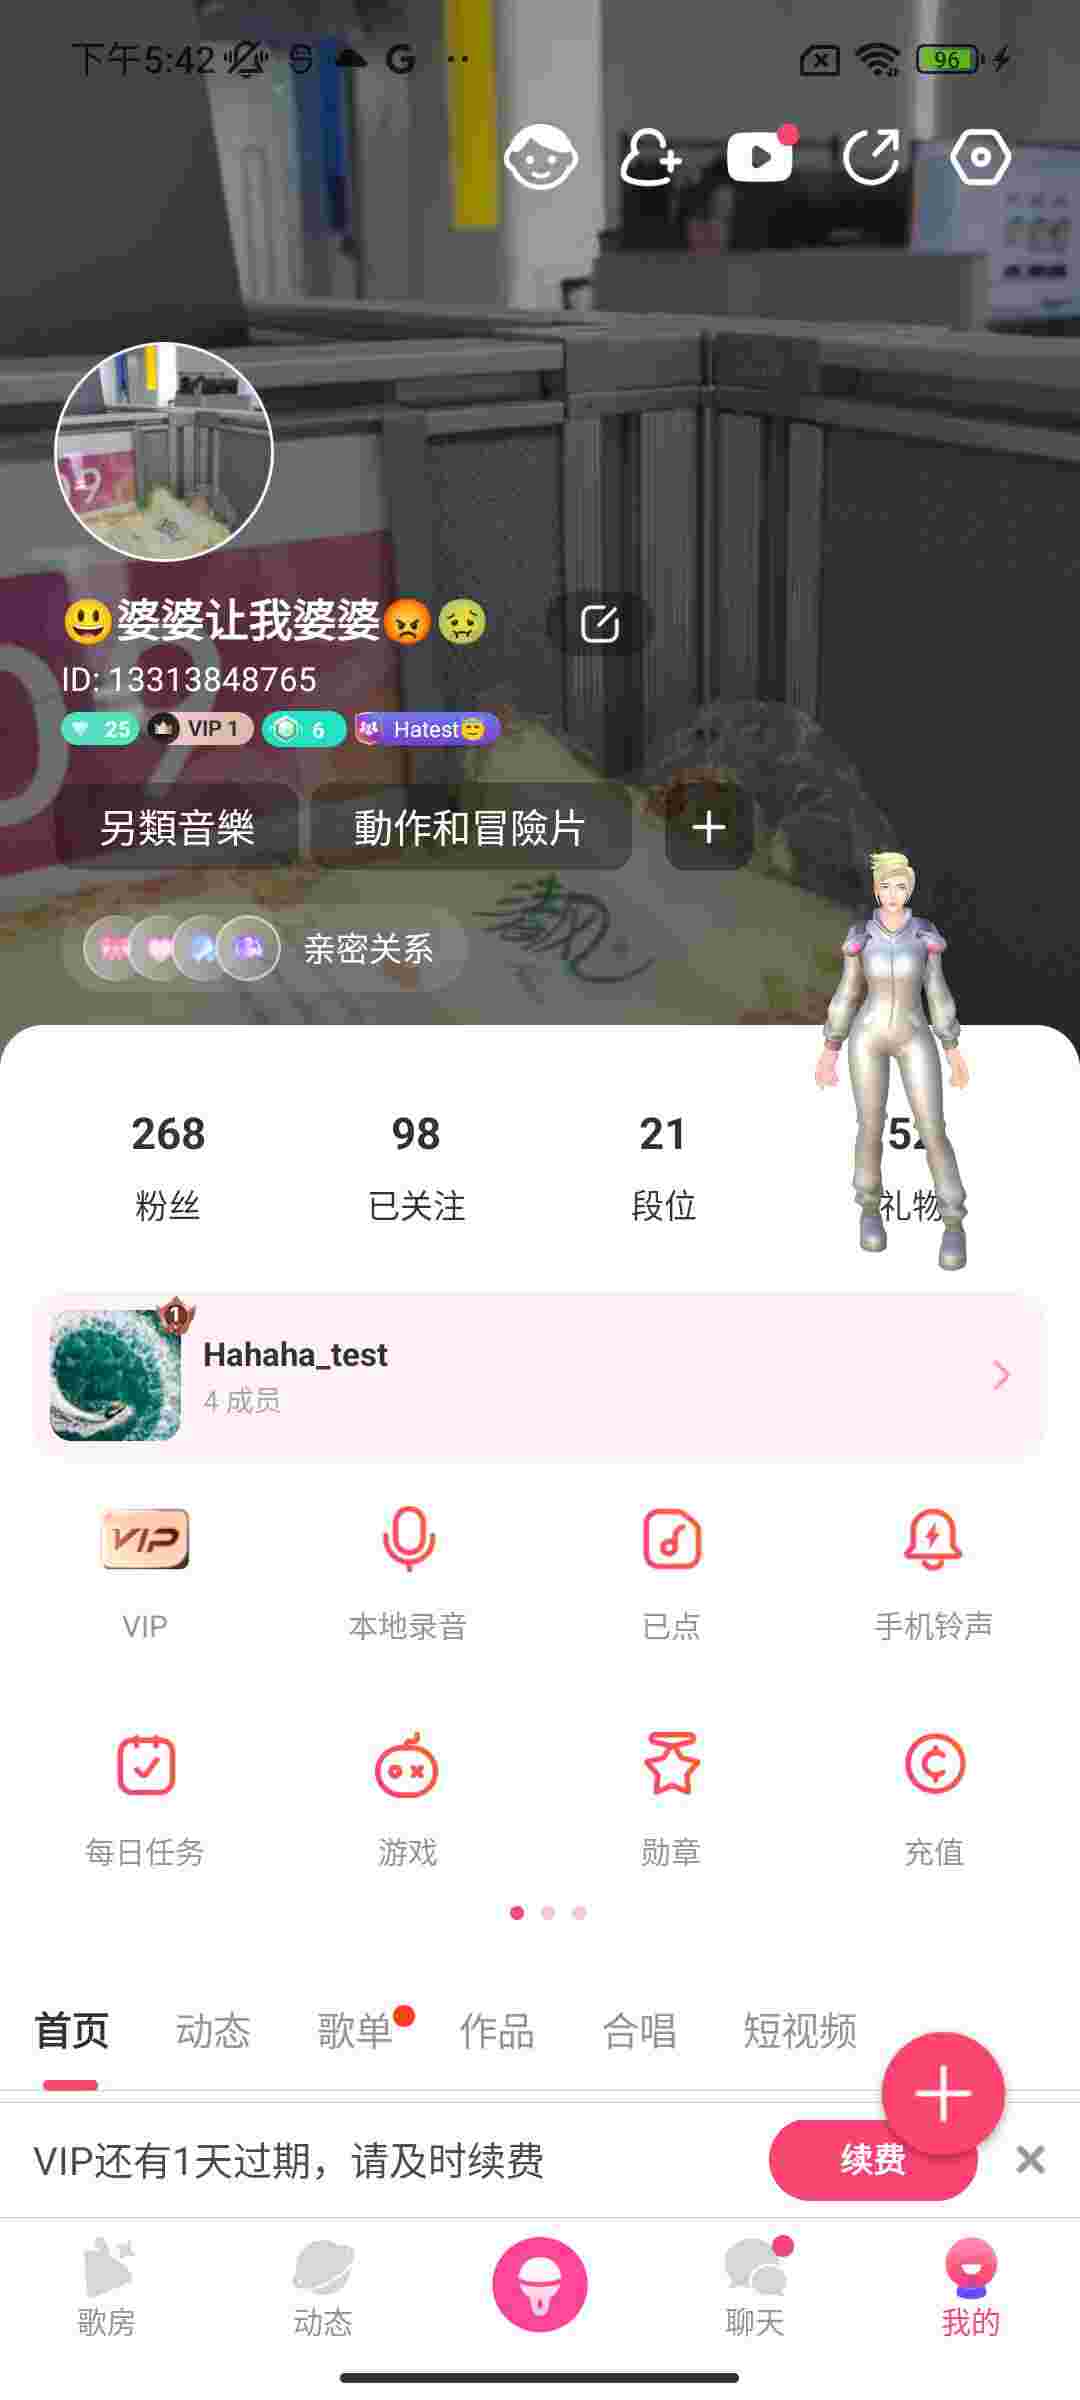 下午5:42
96
😃婆婆让我婆婆😡🤢
ID: 13313848765
25 VIP 1 6 Hatest😇
另類音樂 動作和冒險片
亲密关系
268 98 21
粉丝 已关注 段位 礼物
1
Hahaha_test
4 成员
VIP
VIP 本地录音 已点 手机铃声
每日任务 游戏 勋章 充值
首页 动态 歌单 作品 合唱 短视频
VIP还有1天过期，请及时续费 续费
歌房 动态 聊天 我的